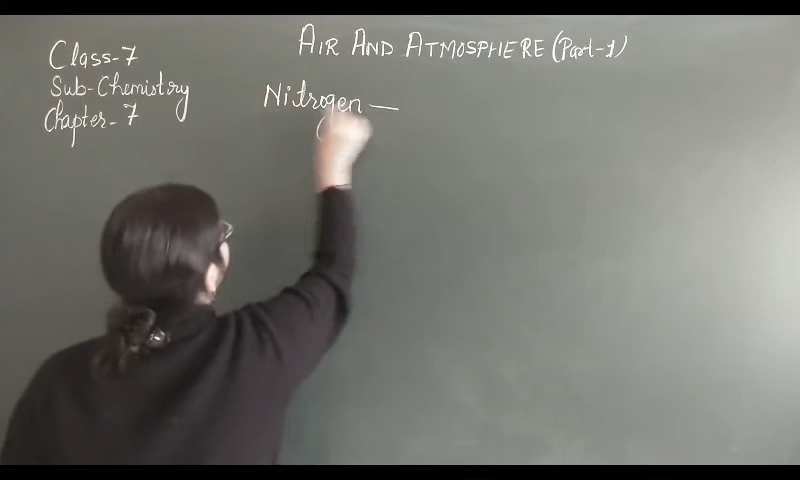 AIR AND ATMOSPHERE (Part-1)
Class-7
Sub-Chemistry
Chapter-7
Nitrogen —
(